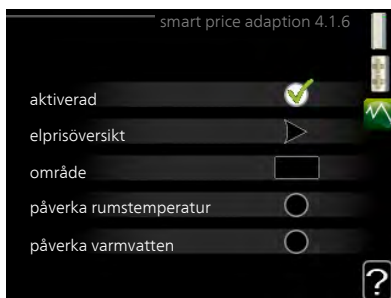 smart price adaption 4.1.6
aktiverad
elprisöversikt
område
påverka rumstemperatur
påverka varmvatten
?